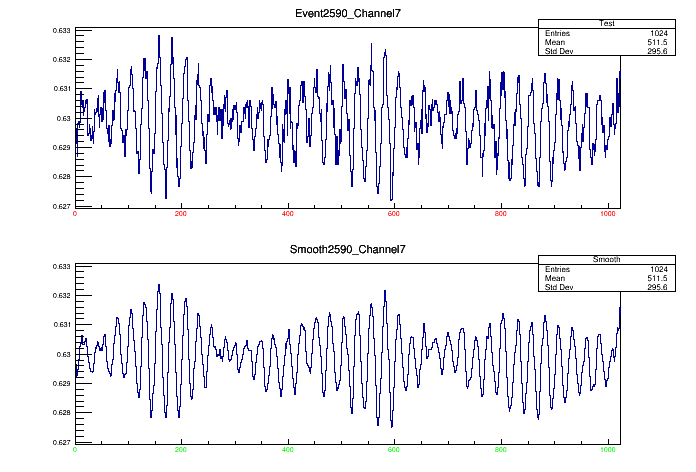 Event2590_Channel7
Test
Entries 1024
Mean 511.5
Std Dev 295.6
0.633
0.632
0.631
0.63
0.629
0.628
0.627
0 200 400 600 800 1000
Smooth2590_Channel7
Smooth
Entries 1024
Mean 511.5
Std Dev 295.6
0.633
0.632
0.631
0.63
0.629
0.628
0.627
0 200 400 600 800 1000